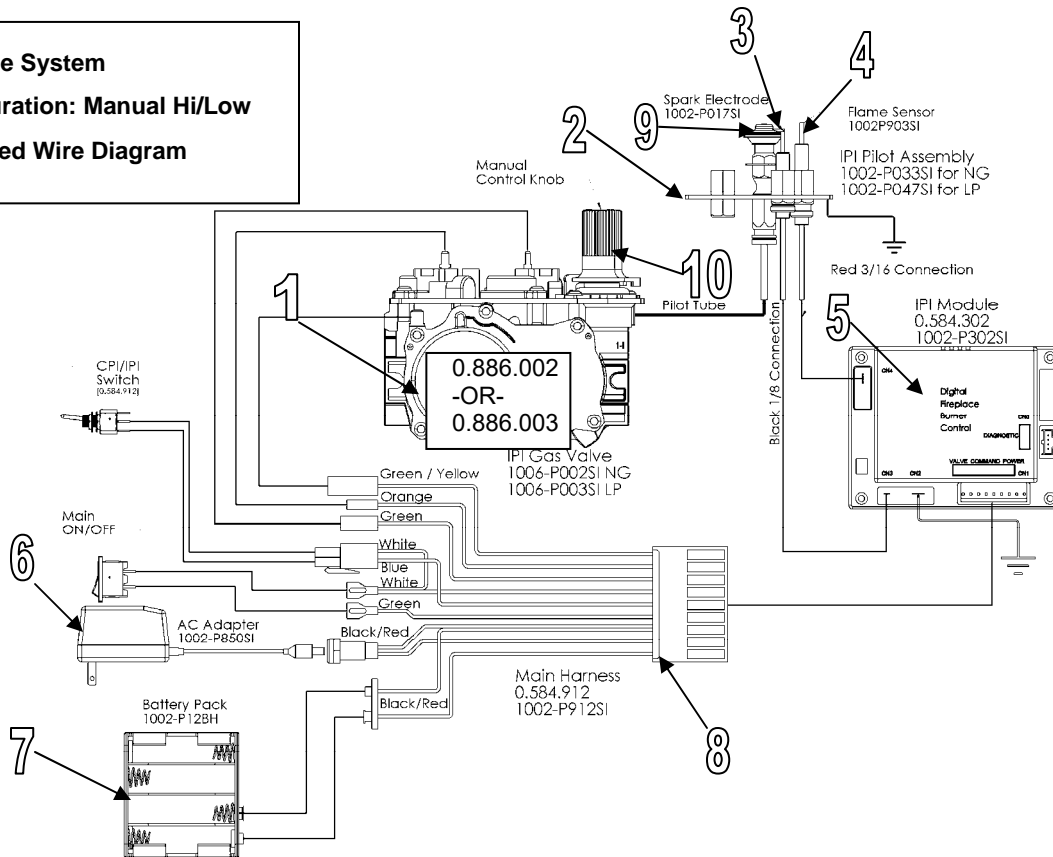 e System
uration: Manual Hi/Low
ed Wire Diagram
3
4
Spark Electrode
1002-P017SI
9
Flame Sensor
1002P903SI
2
IPI Pilot Assembly
1002-P033SI for NG
1002-P047SI for LP
Manual
Control Knob
10
Red 3/16 Connection
1
Pilot Tube
5
IPI Module
0.584.302
1002-P302SI
Black 1/8 Connection
CPI/IPI
Switch
[0.584.912]
0.886.002
-OR-
0.886.003
CN4
Digital
Fireplace
Burner
Control
DIAGNOSTIC
VALVE COMMAND POWER
CN3
CN2
CN1
IPI Gas Valve
1006-P002SI NG
1006-P003SI LP
Green / Yellow
Orange
Green
Main
ON/OFF
White
Blue
White
Green
6
AC Adapter
1002-P850SI
Black/Red
Main Harness
0.584.912
1002-P912SI
Black/Red
Battery Pack
1002-P12BH
7
8